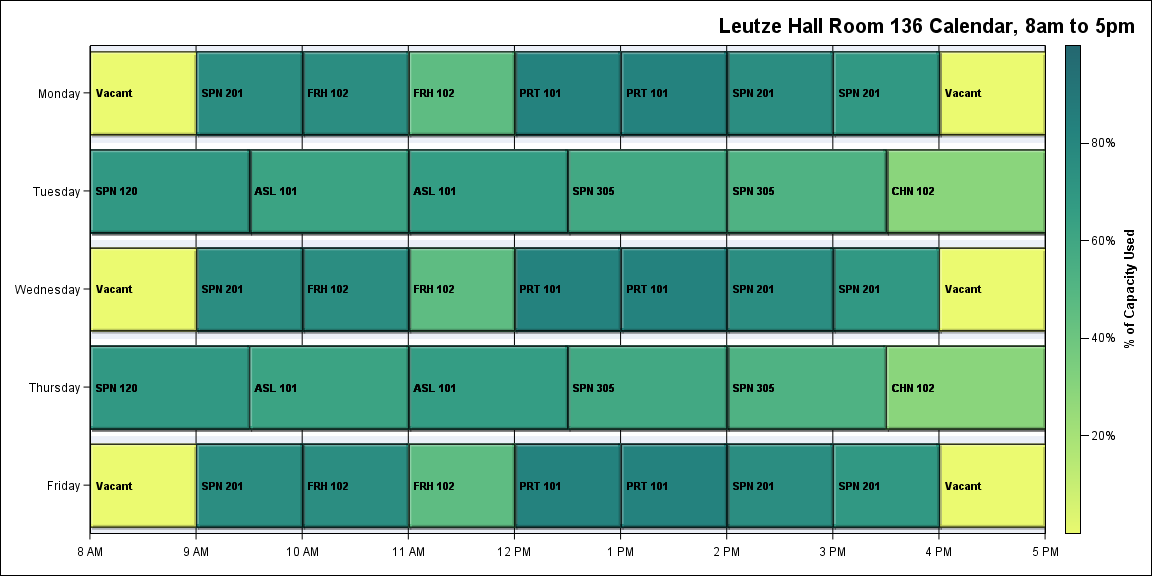 Leutze Hall Room 136 Calendar, 8am to 5pm
Monday
Vacant
SPN 201
FRH 102
FRH 102
PRT 101
PRT 101
SPN 201
SPN 201
Vacant
Tuesday
SPN 120
ASL 101
ASL 101
SPN 305
SPN 305
CHN 102
Wednesday
Vacant
SPN 201
FRH 102
FRH 102
PRT 101
PRT 101
SPN 201
SPN 201
Vacant
Thursday
SPN 120
ASL 101
ASL 101
SPN 305
SPN 305
CHN 102
Friday
Vacant
SPN 201
FRH 102
FRH 102
PRT 101
PRT 101
SPN 201
SPN 201
Vacant
8 AM
9 AM
10 AM
11 AM
12 PM
1 PM
2 PM
3 PM
4 PM
5 PM
80%
60%
40%
20%
% of Capacity Used